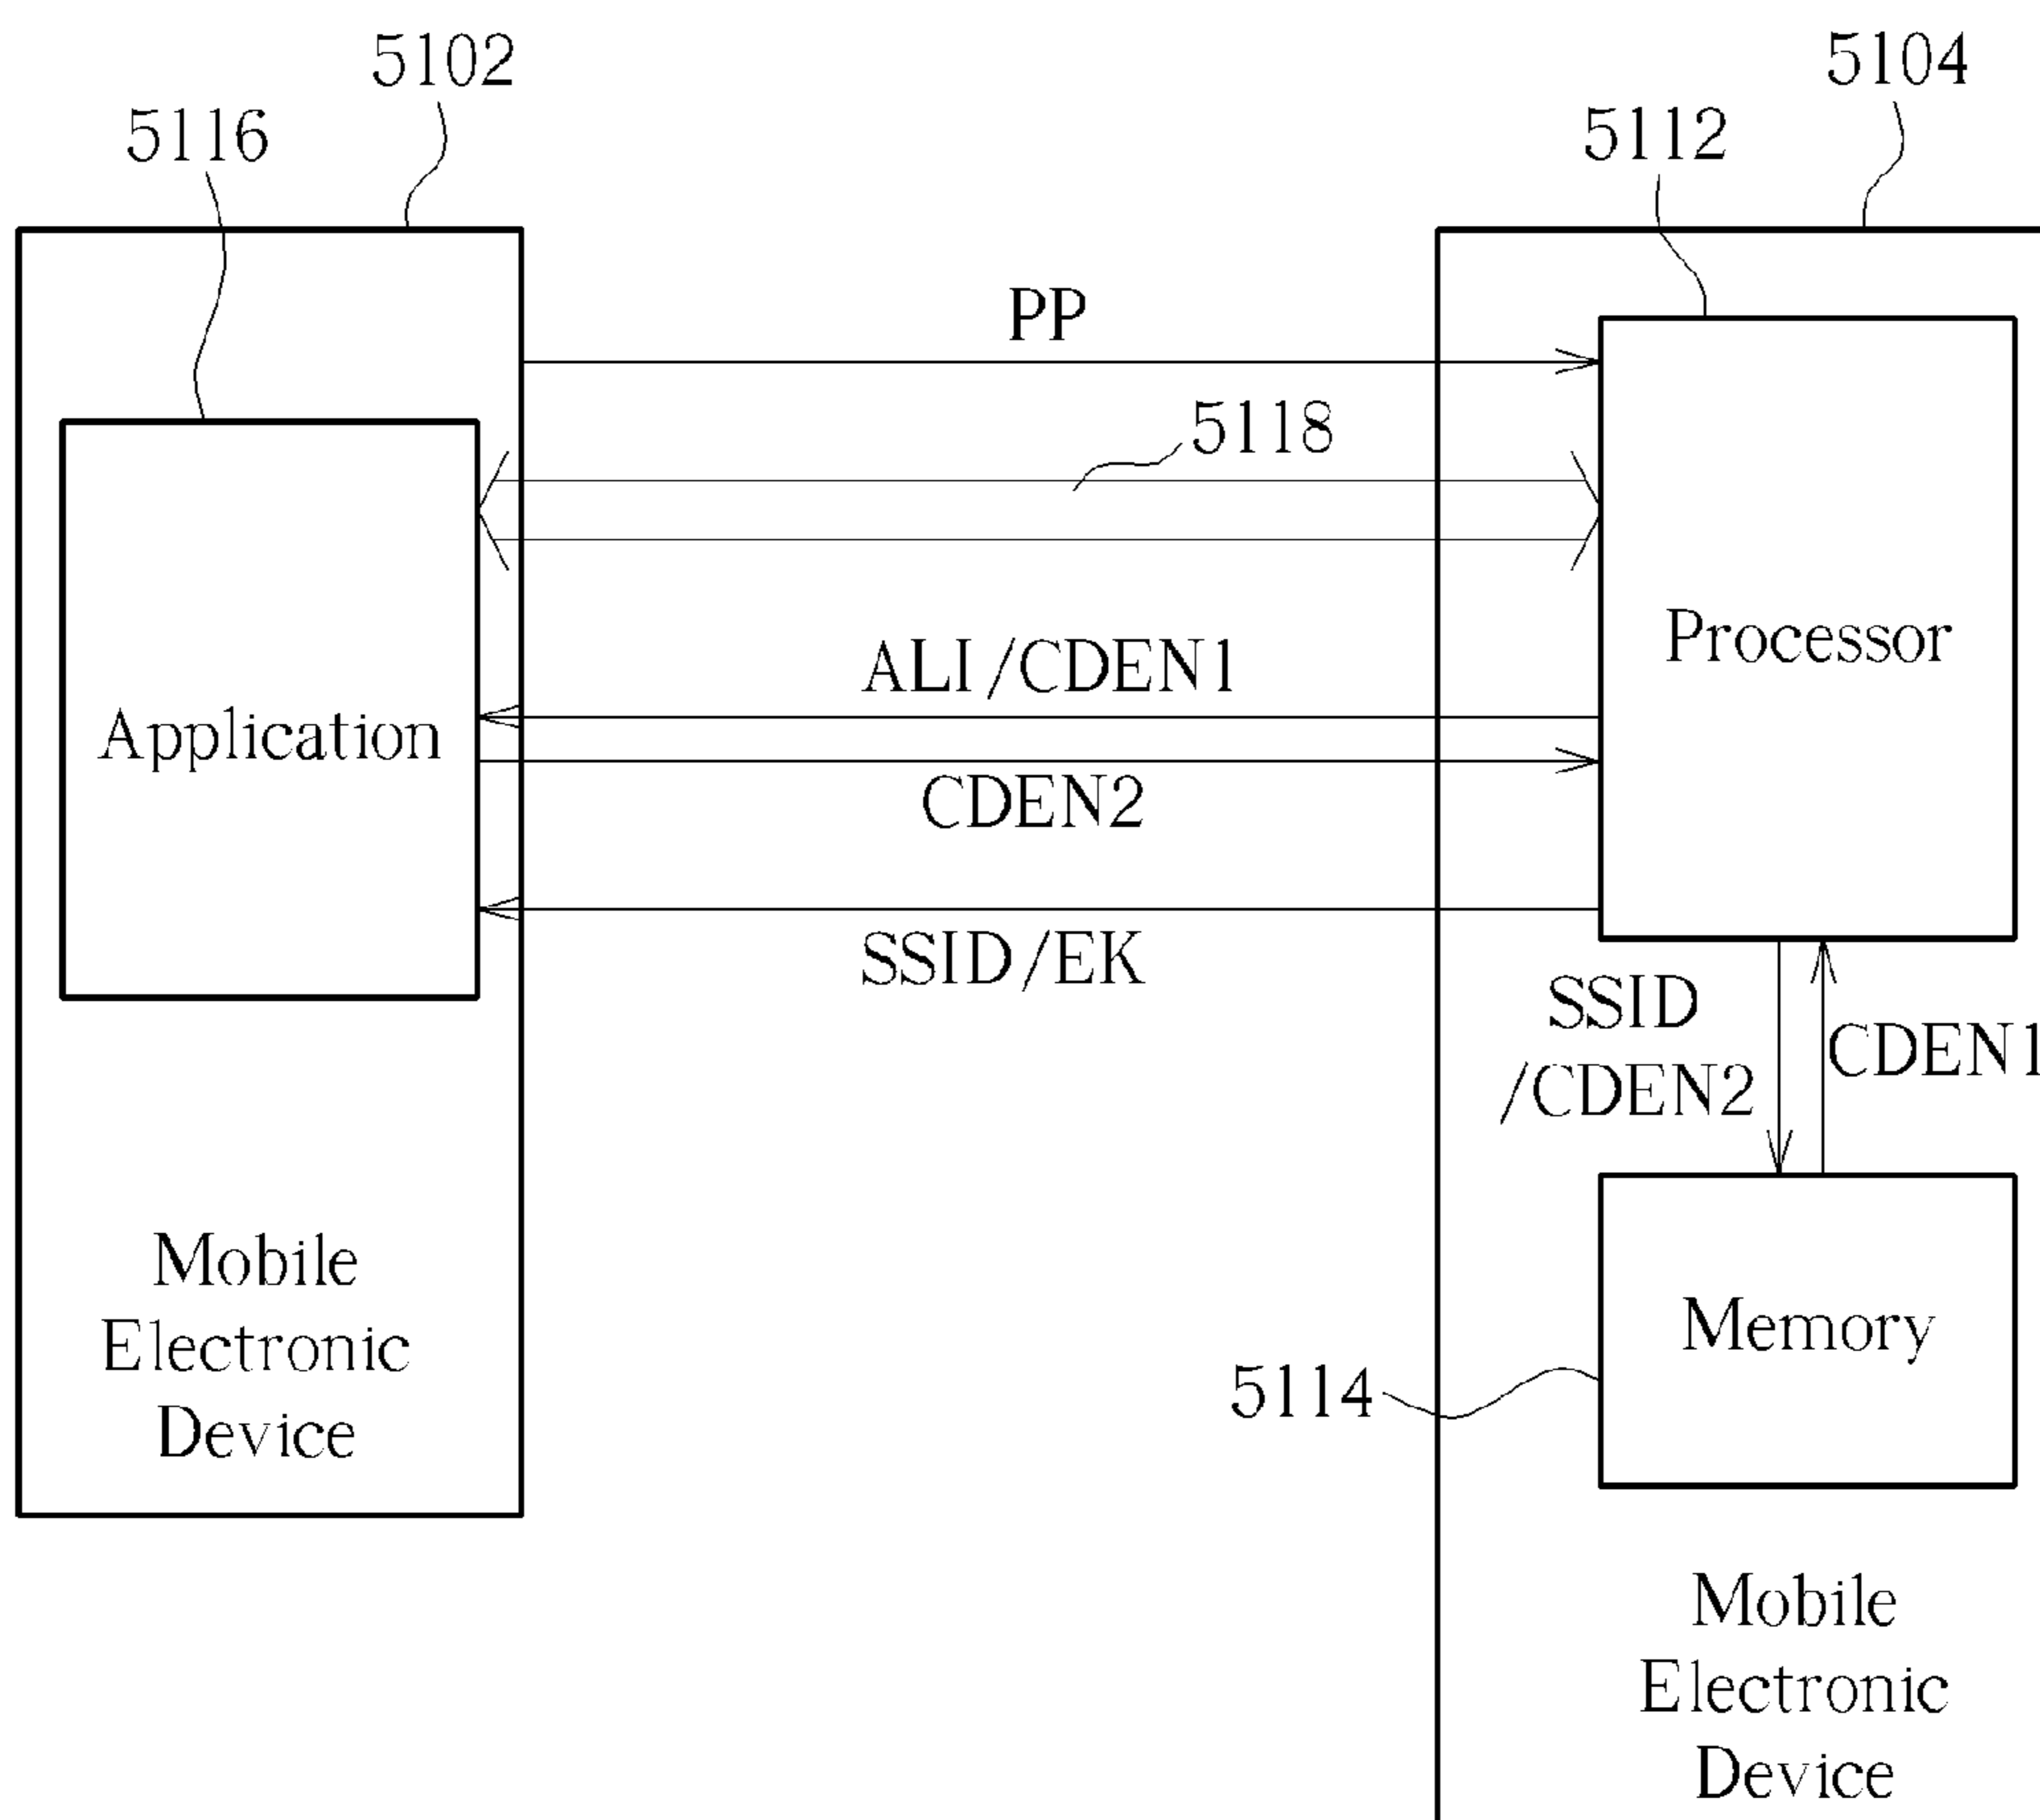 5102
5104
5116
5112
PP
5118
ALI/CDEN1
Processor
Application
CDEN2
SSID/EK
SSID
/CDEN2
CDEN1
Mobile
Electronic
Device
Memory
5114
Mobile
Electronic
Device